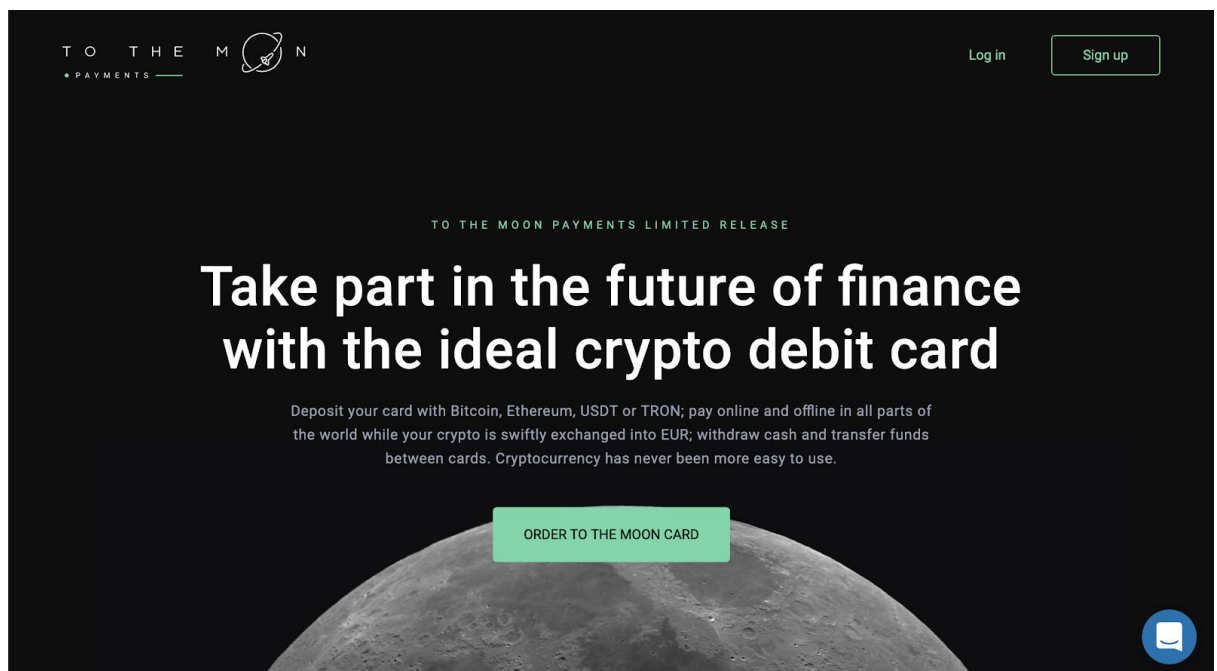 TO THE MOON
PAYMENTS
Log in
Sign up
TO THE MOON PAYMENTS LIMITED RELEASE
Take part in the future of finance
with the ideal crypto debit card
Deposit your card with Bitcoin, Ethereum, USDT or TRON; pay online and offline in all parts of
the world while your crypto is swiftly exchanged into EUR; withdraw cash and transfer funds
between cards. Cryptocurrency has never been more easy to use.
ORDER TO THE MOON CARD